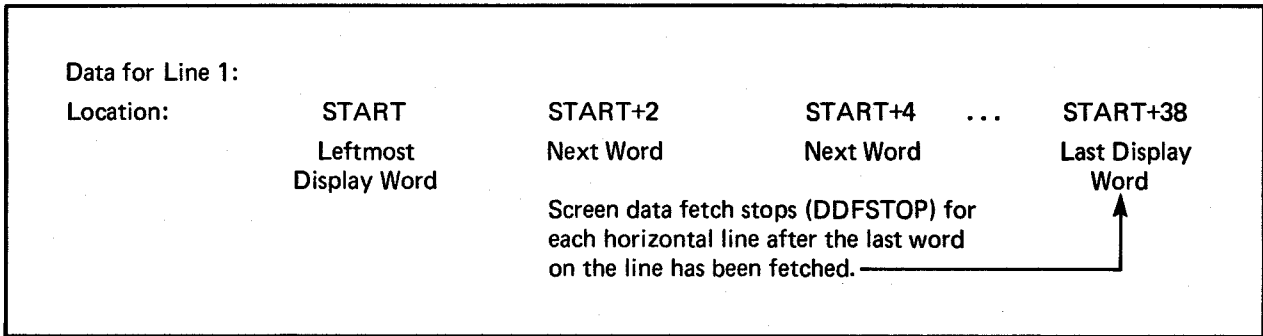 Data for Line 1:
Location: START START+2 START+4 ... START+38
Leftmost Next Word Next Word Last Display
Display Word Word
Screen data fetch stops (DDFSTOP) for
each horizontal line after the last word
on the line has been fetched.